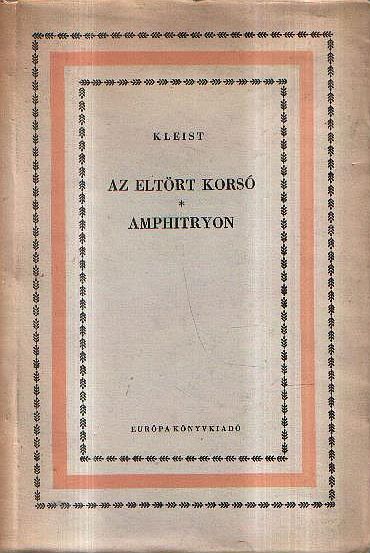 KLEIST
AZ ELTÖRT KORSÓ
*
AMPHITRYON
EURÓPA KÖNYVKIADÓ